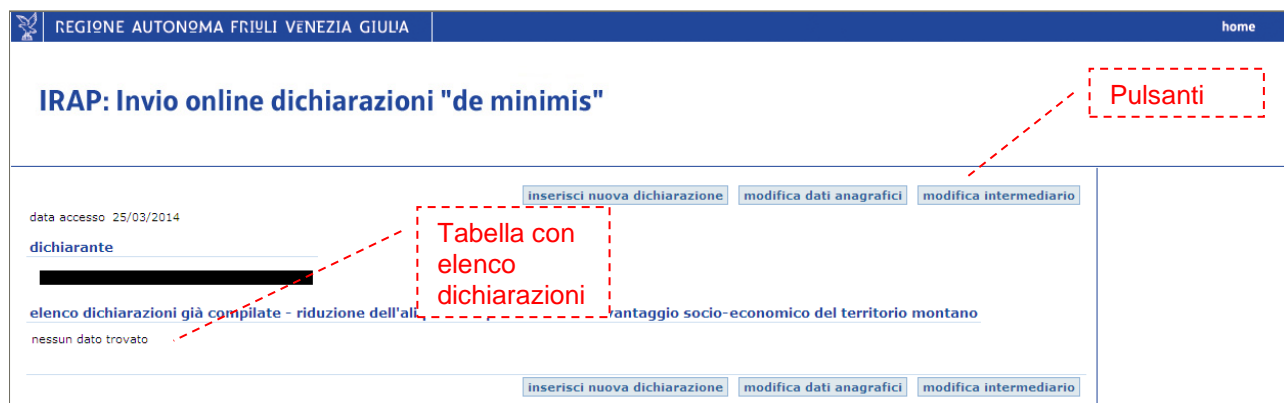 REGIONE AUTONOMA FRIULI VENEZIA GIULIA
home
IRAP: Invio online dichiarazioni "de minimis"
Pulsanti
inserisci nuova dichiarazione modifica dati anagrafici modifica intermediario
data accesso 25/03/2014
Tabella con
elenco
dichiarazioni
dichiarante
elenco dichiarazioni già compilate - riduzione dell'ali vantaggio socio-economico del territorio montano
nessun dato trovato
inserisci nuova dichiarazione modifica dati anagrafici modifica intermediario